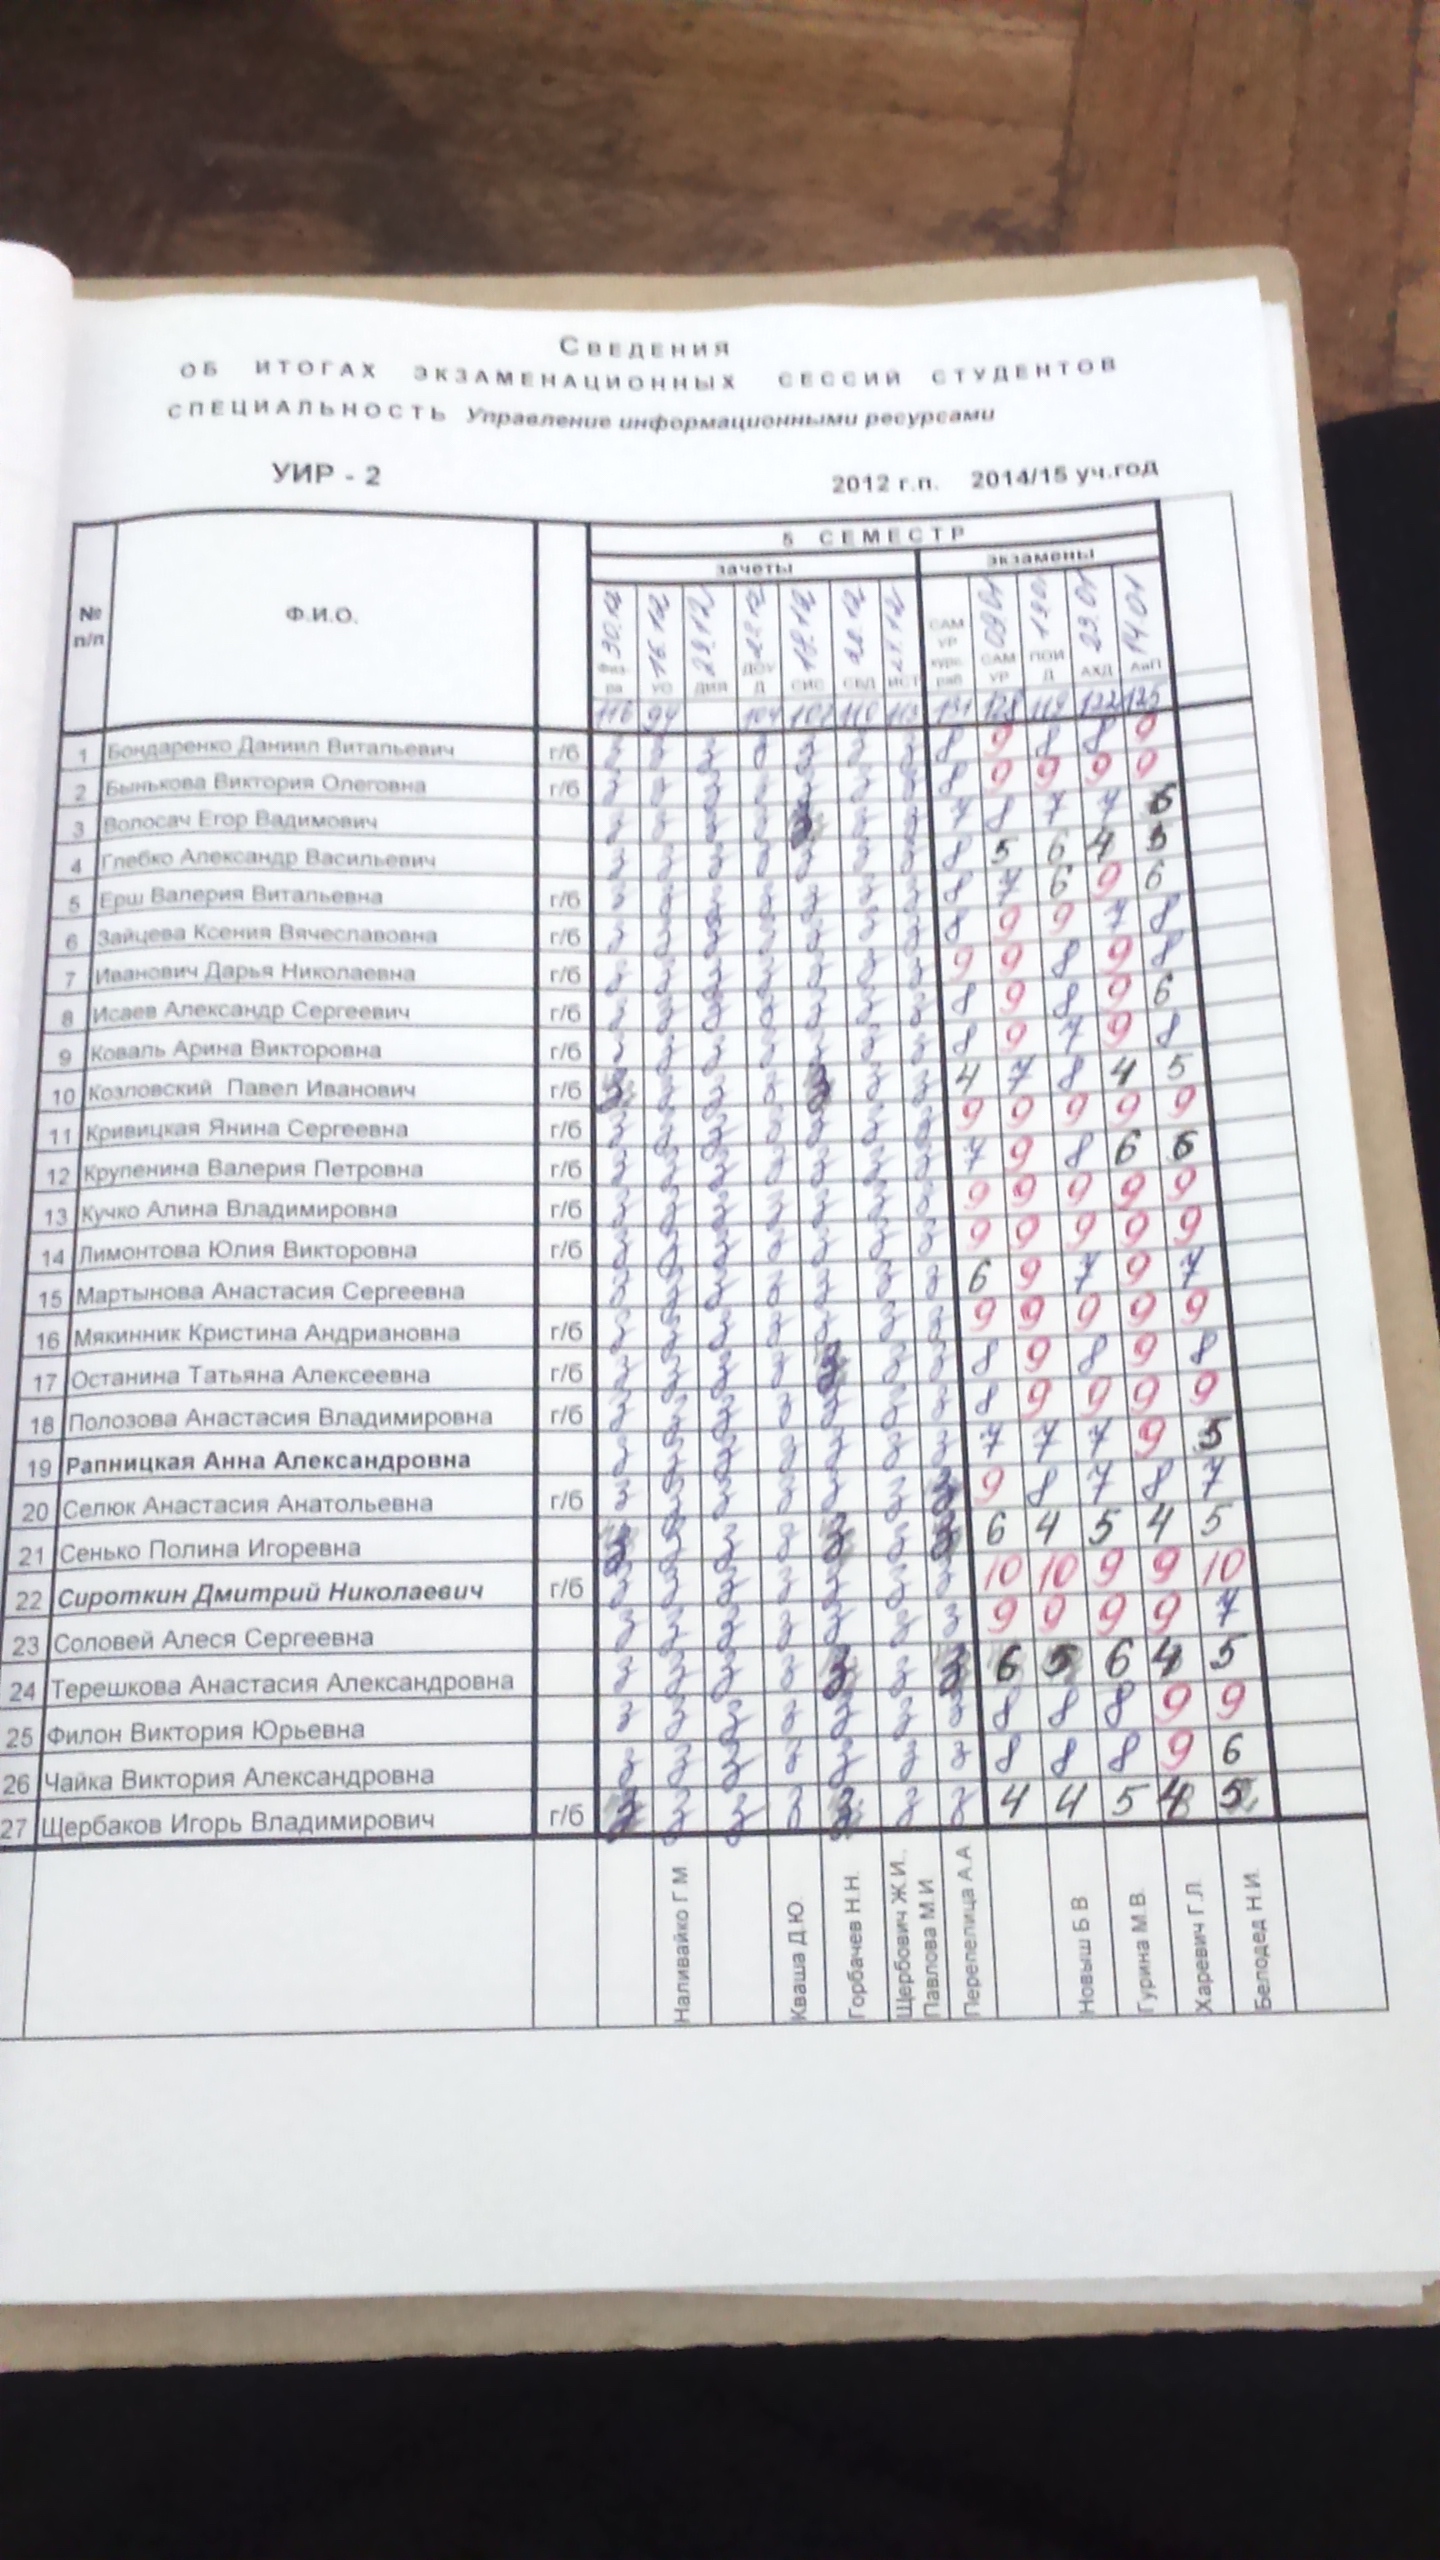 СВЕДЕНИЯ
ОБ ИТОГАХ ЭКЗАМЕНАЦИОННЫХ СЕССИЙ СТУДЕНТОВ
СПЕЦИАЛЬНОСТЬ Управление информационными ресурсами
УИР - 2 2012 г.п. 2014/15 уч.год
№ п/п Ф.И.О. 5 СЕМЕСТР
зачеты экзамены
30.12 16.12 29.12 19.12 09.01 19.01 29.01 14.01
Физ-ра УО ДИЯ ДОУД СИС СБД ИСТ САМУР курс. раб САМУР ПОИД АХД АиП
116 94 104 107 110 113 131 128 119 122 125
1 Бондаренко Даниил Витальевич г/б з з з з з з з 8 9 8 8 9
2 Бынькова Виктория Олеговна г/б з з з з з з з 8 9 9 9 9
3 Волосач Егор Вадимович з з з з з з з 7 8 7 7 6
4 Глебко Александр Васильевич з з з з з з з 8 5 6 4 5
5 Ерш Валерия Витальевна г/б з з з з з з з 8 7 6 9 6
6 Зайцева Ксения Вячеславовна г/б з з з з з з з 8 9 9 7 8
7 Иванович Дарья Николаевна г/б з з з з з з з 9 9 8 9 8
8 Исаев Александр Сергеевич г/б з з з з з з з 8 9 8 9 6
9 Коваль Арина Викторовна г/б з з з з з з з 8 9 7 9 8
10 Козловский Павел Иванович г/б з з з з з з з 4 7 8 4 5
11 Кривицкая Янина Сергеевна г/б з з з з з з з 9 9 9 9 9
12 Крупенина Валерия Петровна г/б з з з з з з з 7 9 8 6 6
13 Кучко Алина Владимировна г/б з з з з з з з 9 9 9 9 9
14 Лимонтова Юлия Викторовна г/б з з з з з з з 9 9 9 9 9
15 Мартынова Анастасия Сергеевна з з з з з з з 6 9 7 9 7
16 Мякинник Кристина Андриановна г/б з з з з з з з 9 9 9 9 9
17 Останина Татьяна Алексеевна г/б з з з з з з з 8 9 8 9 8
18 Полозова Анастасия Владимировна г/б з з з з з з з 8 9 9 9 9
19 Рапницкая Анна Александровна з з з з з з з 7 7 7 9 5
20 Селюк Анастасия Анатольевна г/б з з з з з з з 9 8 7 8 7
21 Сенько Полина Игоревна з з з з з з з 6 4 5 4 5
22 Сироткин Дмитрий Николаевич г/б з з з з з з з 10 10 9 9 10
23 Соловей Алеся Сергеевна з з з з з з з 9 9 9 9 7
24 Терешкова Анастасия Александровна з з з з з з з 6 5 6 4 5
25 Филон Виктория Юрьевна з з з з з з з 8 8 8 9 9
26 Чайка Виктория Александровна з з з з з з з 8 8 8 9 6
27 Щербаков Игорь Владимирович г/б з з з з з з з 4 4 5 4 5
Наливайко Г.М.
Кваша Д.Ю.
Горбачев Н.Н.
Щербович Ж.И.,
Павлова М.И.
Перепелица А.А
Новыш Б.В
Гурина М.В.
Харевич Г.Л.
Белодед Н.И.